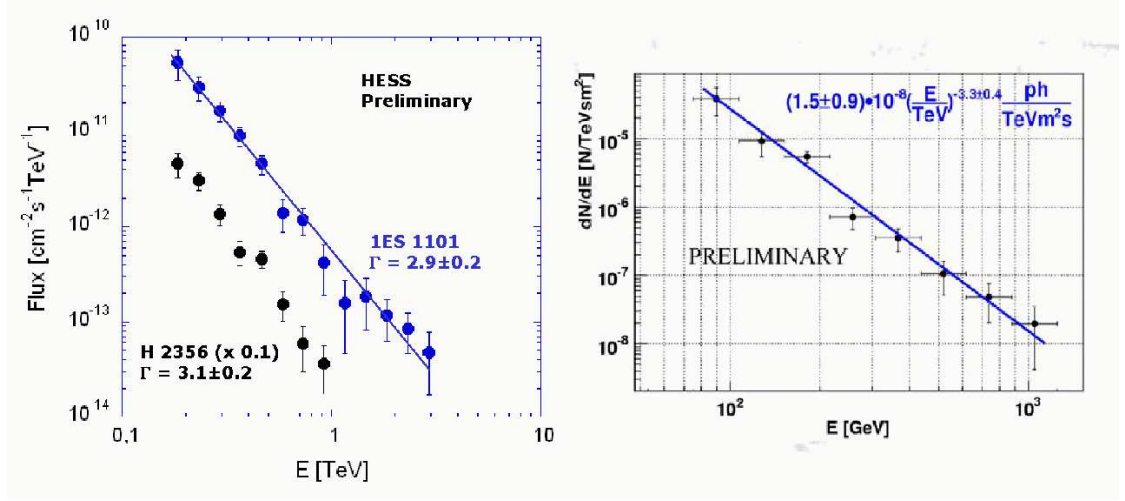 10^10
10^11
10^12
10^-13
10^14
Flux [cm^-2s^-1TeV^-1]
HESS
Preliminary
1ES 1101
Γ = 2.9±0.2
H 2356 (x 0.1)
Γ = 3.1±0.2
0,1
1
10
E [TeV]
dN/dE [N/TeVsm^2]
(1.5±0.9)•10^-8(E/TeV)^-3.3±0.4 ph/TeVm^2s
10^-5
10^-6
10^-7
10^-8
PRELIMINARY
10^2
10^3
E [GeV]